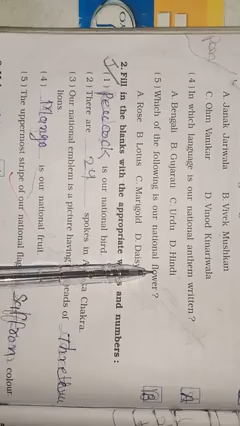 A. Janak Jariwala B. Vivek Mushkan
C. Ohm Vanikar D. Vinod Kinariwala
(4) In which language is our national anthem written ?
A. Bengali B. Gujarati C. Urdu D. Hindi
(5) Which of the following is our national flower ?
A. Rose B. Lotus C. Marigold D. Daisy
2. Fill in the blanks with the appropriate and numbers :
(1) Peacock is our national bird
(2) There are 24 spokes in Chakra.
(3) Our national emblem is a picture having heads of
lions.
(4) Mango is our national fruit.
(5) The uppermost stripe of our national flag Saffron colour.